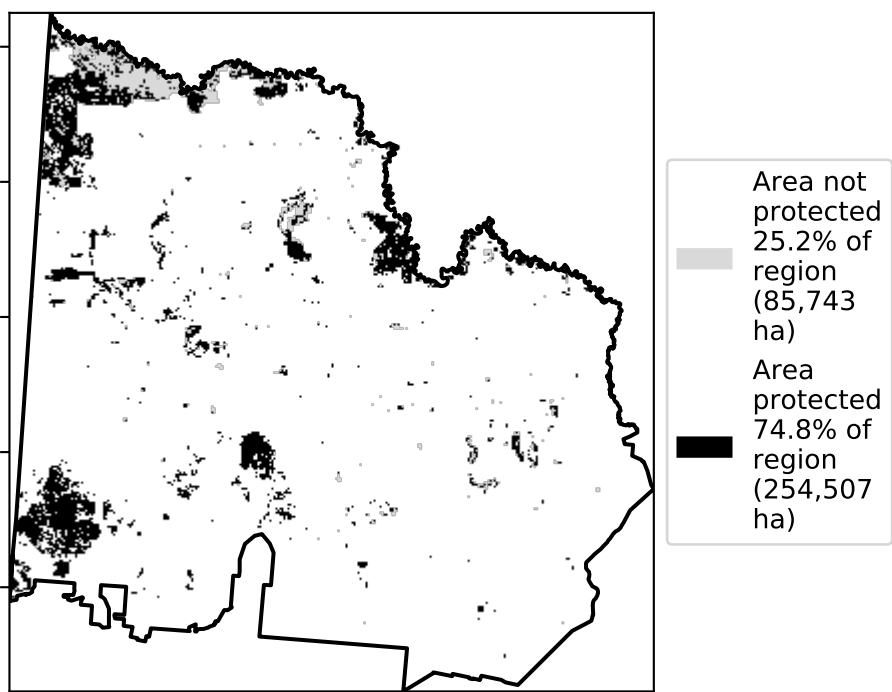 Area not
protected
25.2% of
region
(85,743
ha)
Area
protected
74.8% of
region
(254,507
ha)